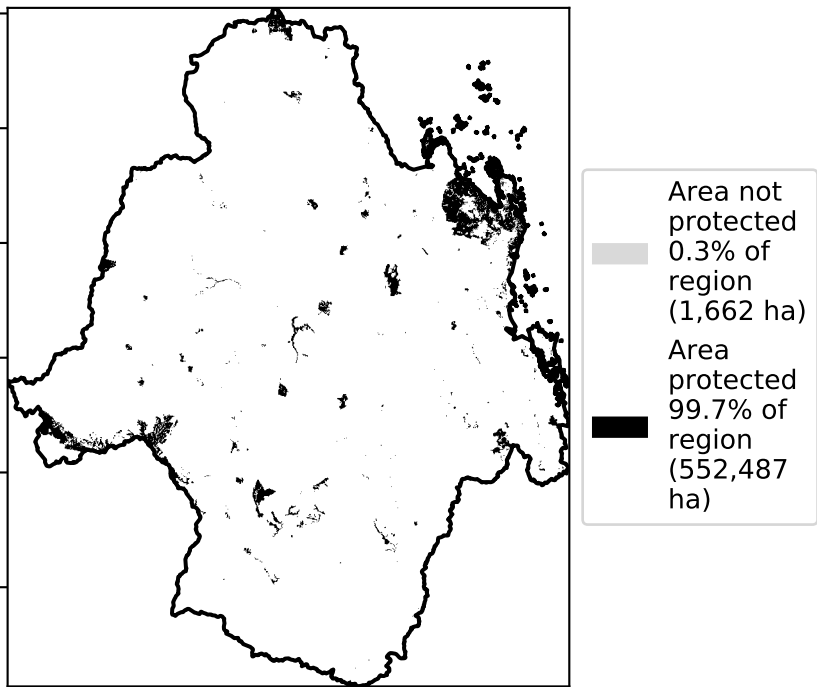 Area not
protected
0.3% of
region
(1,662 ha)
Area
protected
99.7% of
region
(552,487
ha)